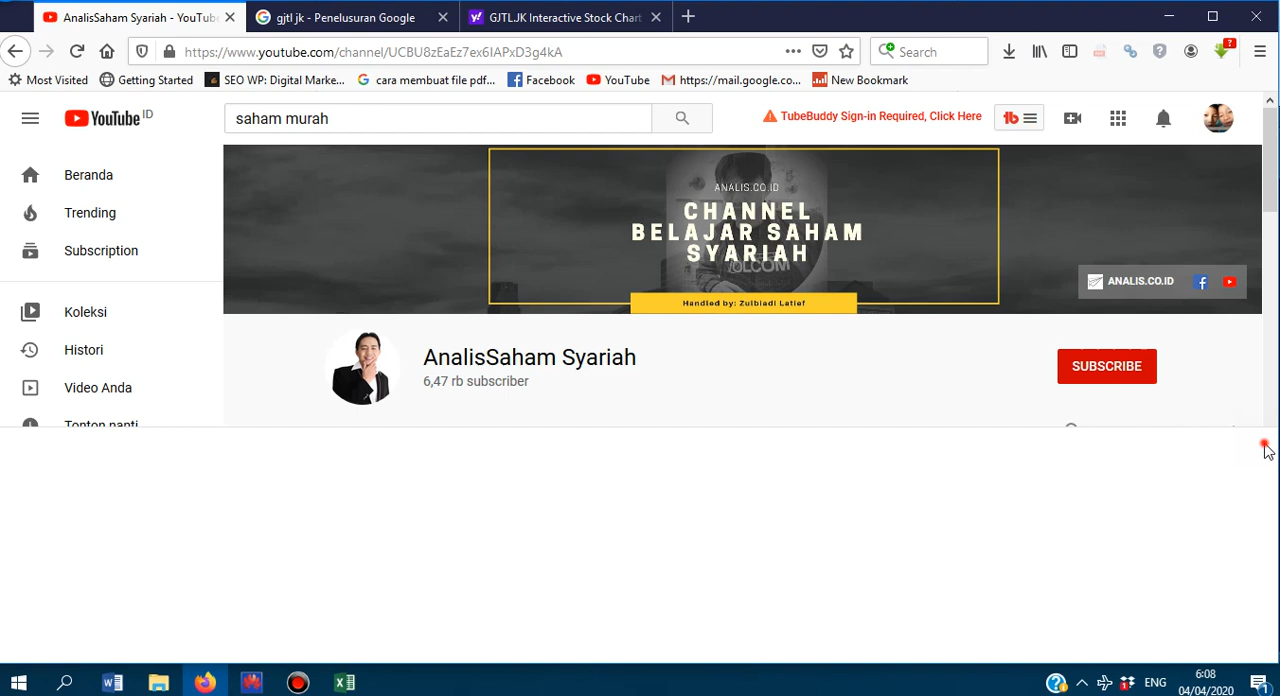 AnalisSaham Syariah - YouTube
gjtl jk - Penelusuran Google
GJTL.JK Interactive Stock Chart
https://www.youtube.com/channel/UCBU8zEaEz7ex6IAPxD3g4kA
Search
Most Visited
Getting Started
SEO WP: Digital Marke...
cara membuat file pdf...
Facebook
YouTube
https://mail.google.co...
New Bookmark
YouTube ID
saham murah
TubeBuddy Sign-in Required, Click Here
Beranda
Trending
Subscription
Koleksi
Histori
Video Anda
Tonton nanti
ANALIS.CO.ID
CHANNEL
BELAJAR SAHAM
SYARIAH
VOLCOM
Handled by: Zulbiadi Latief
ANALIS.CO.ID
AnalisSaham Syariah
6,47 rb subscriber
SUBSCRIBE
ENG
6:08
04/04/2020